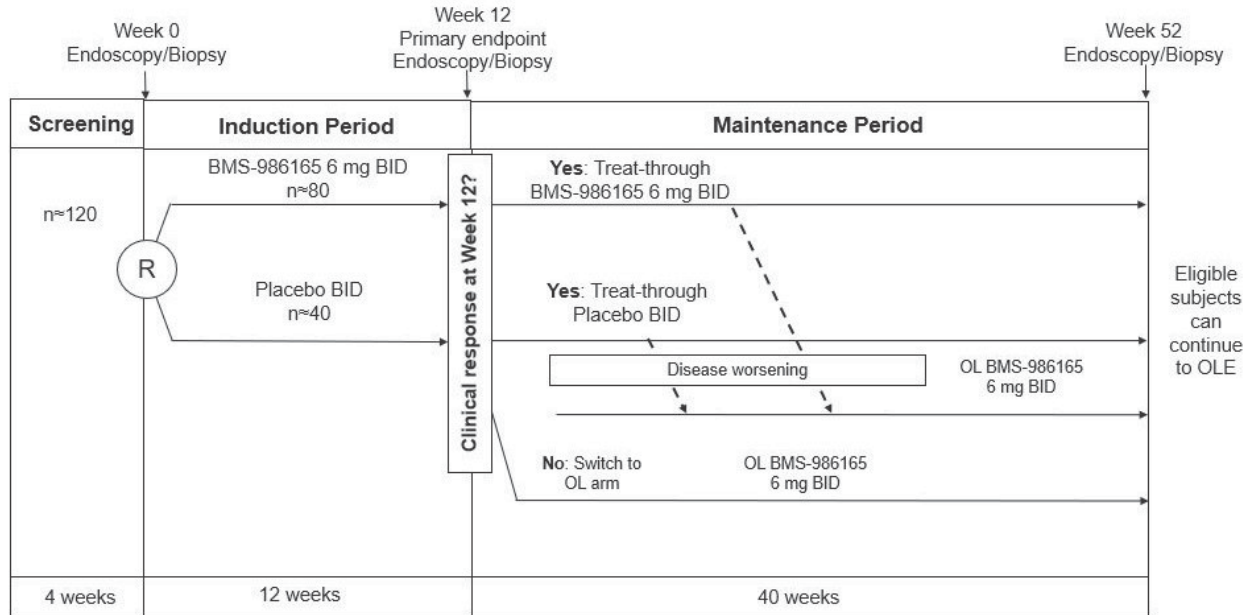 Week 0
Endoscopy/Biopsy
Week 12
Primary endpoint
Endoscopy/Biopsy
Week 52
Endoscopy/Biopsy
Screening
Induction Period
Maintenance Period
n≈120
R
BMS-986165 6 mg BID
n≈80
Placebo BID
n≈40
Clinical response at Week 12?
Yes: Treat-through
BMS-986165 6 mg BID
Yes: Treat-through
Placebo BID
Disease worsening
OL BMS-986165
6 mg BID
No: Switch to
OL arm
OL BMS-986165
6 mg BID
Eligible
subjects
can
continue
to OLE
4 weeks
12 weeks
40 weeks